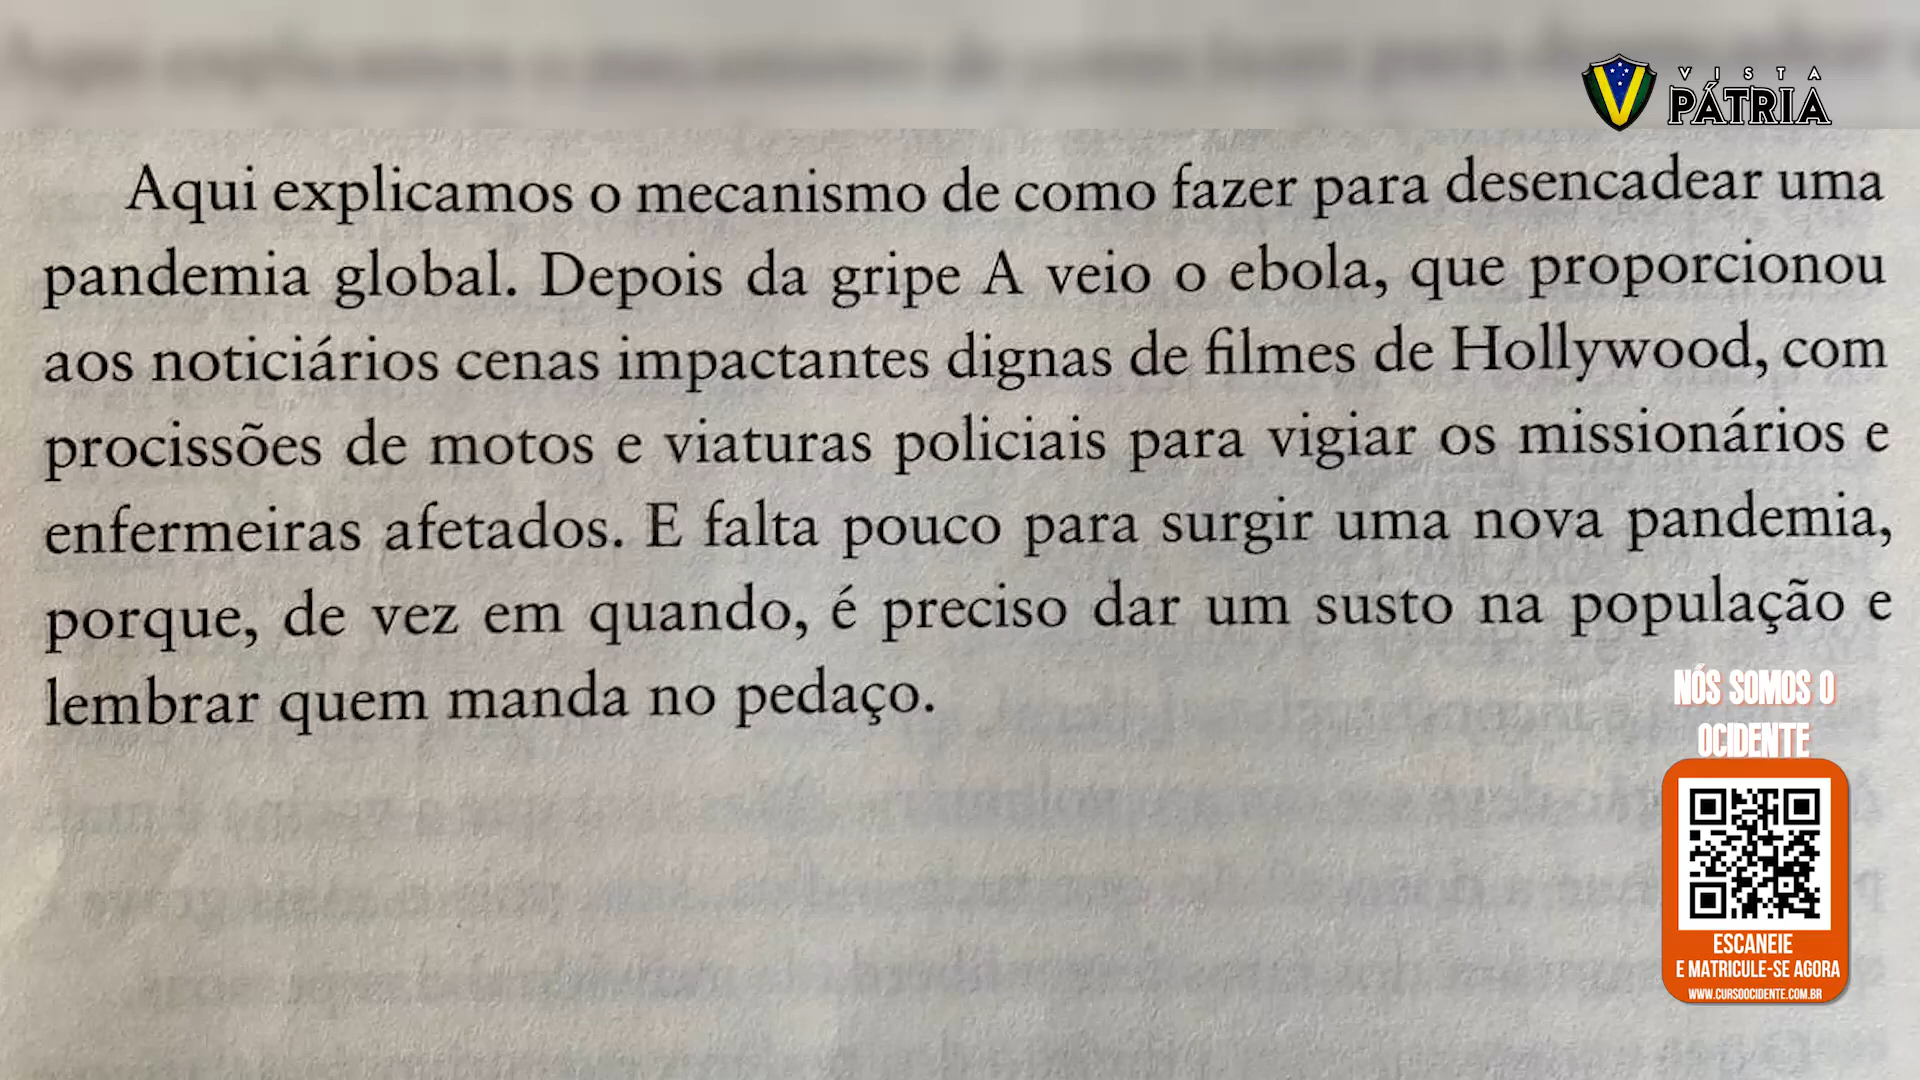 VISTA
PÁTRIA
Aqui explicamos o mecanismo de como fazer para desencadear uma
pandemia global. Depois da gripe A veio o ebola, que proporcionou
aos noticiários cenas impactantes dignas de filmes de Hollywood, com
procissões de motos e viaturas policiais para vigiar os missionários e
enfermeiras afetados. E falta pouco para surgir uma nova pandemia,
porque, de vez em quando, é preciso dar um susto na população e
lembrar quem manda no pedaço.
NÓS SOMOS O
OCIDENTE
ESCANEIE
E MATRICULE-SE AGORA
WWW.CURSOOCIDENTE.COM.BR